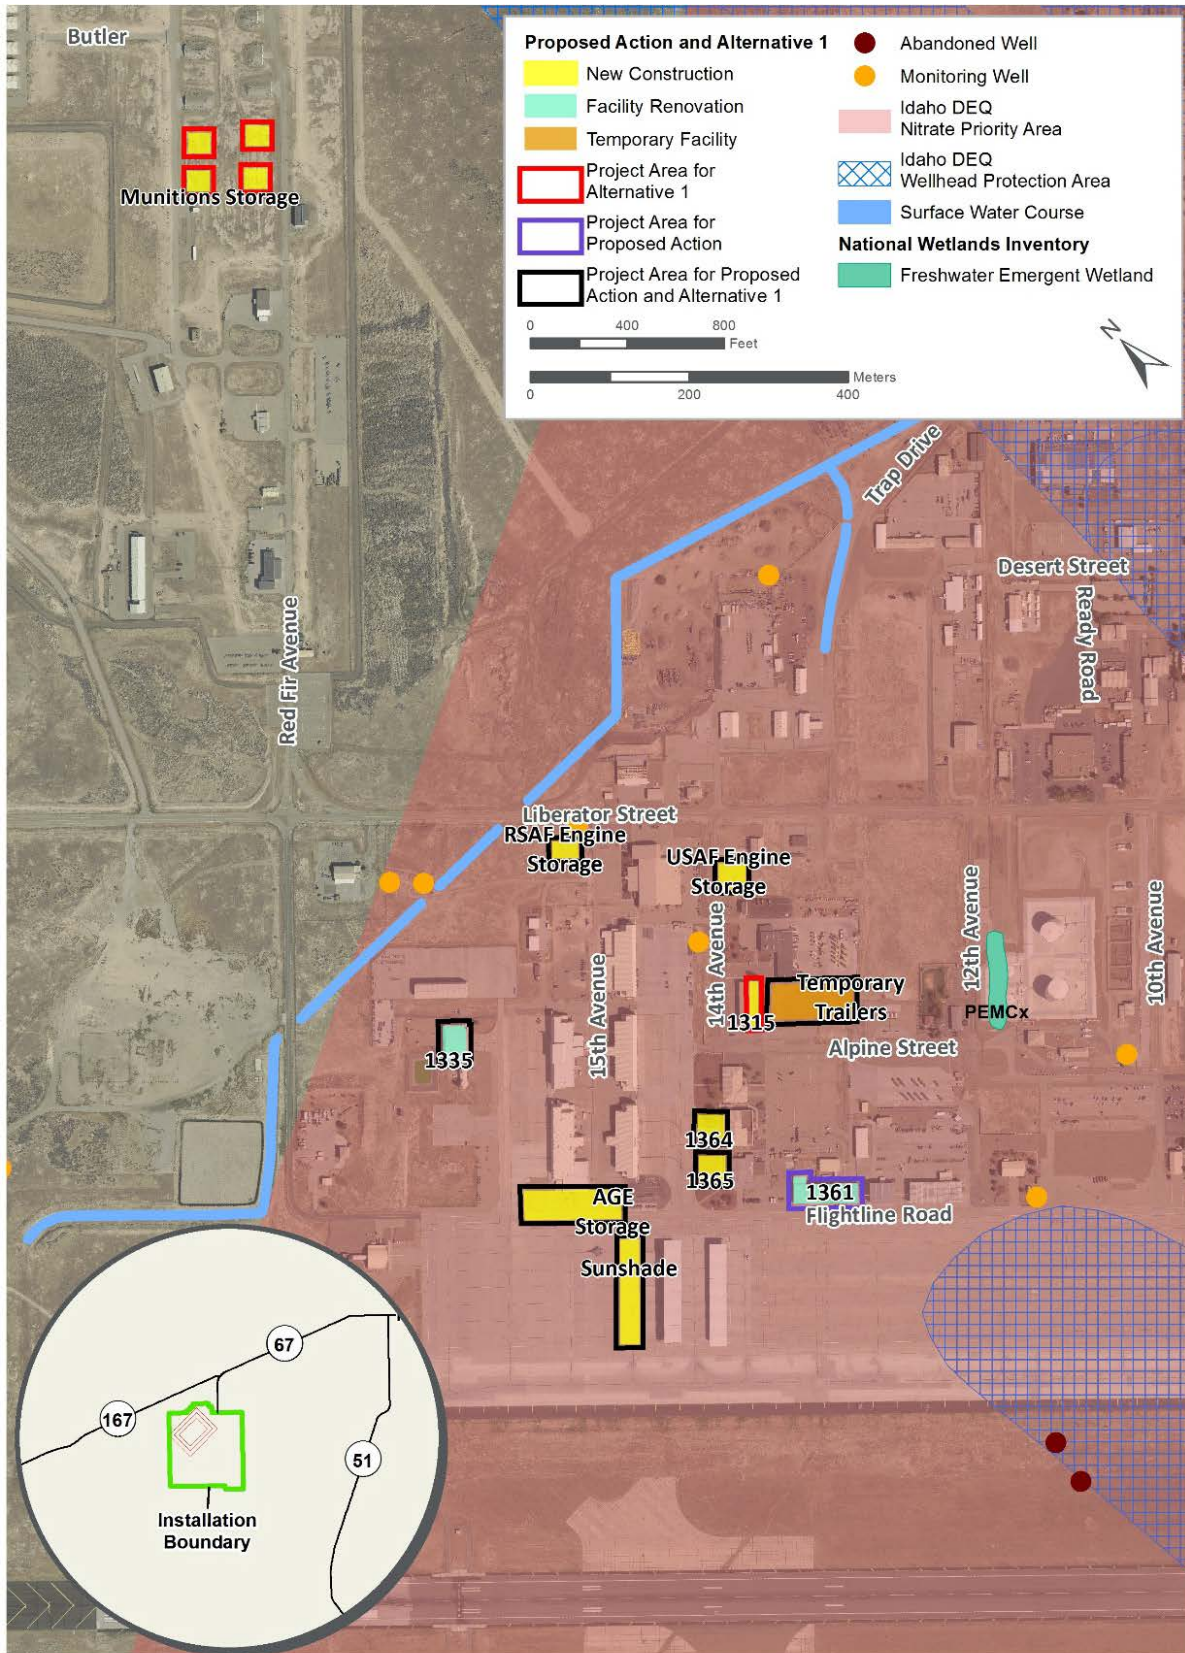 Butler
Proposed Action and Alternative 1
New Construction
Facility Renovation
Temporary Facility
Project Area for
Alternative 1
Project Area for
Proposed Action
Project Area for Proposed
Action and Alternative 1
0 400 800
Feet
Meters
0 200 400
Abandoned Well
Monitoring Well
Idaho DEQ
Nitrate Priority Area
Idaho DEQ
Wellhead Protection Area
Surface Water Course
National Wetlands Inventory
Freshwater Emergent Wetland
N
Munitions Storage
Trap Drive
Desert Street
Ready Road
Red Fir Avenue
Liberator Street
RSAF Engine
Storage
USAF Engine
Storage
14th Avenue
12th Avenue
10th Avenue
15th Avenue
Temporary
Trailers
1315
PEMCx
Alpine Street
1335
1364
1365
1361
Flightline Road
AGE
Storage
Sunshade
67
167
51
Installation
Boundary